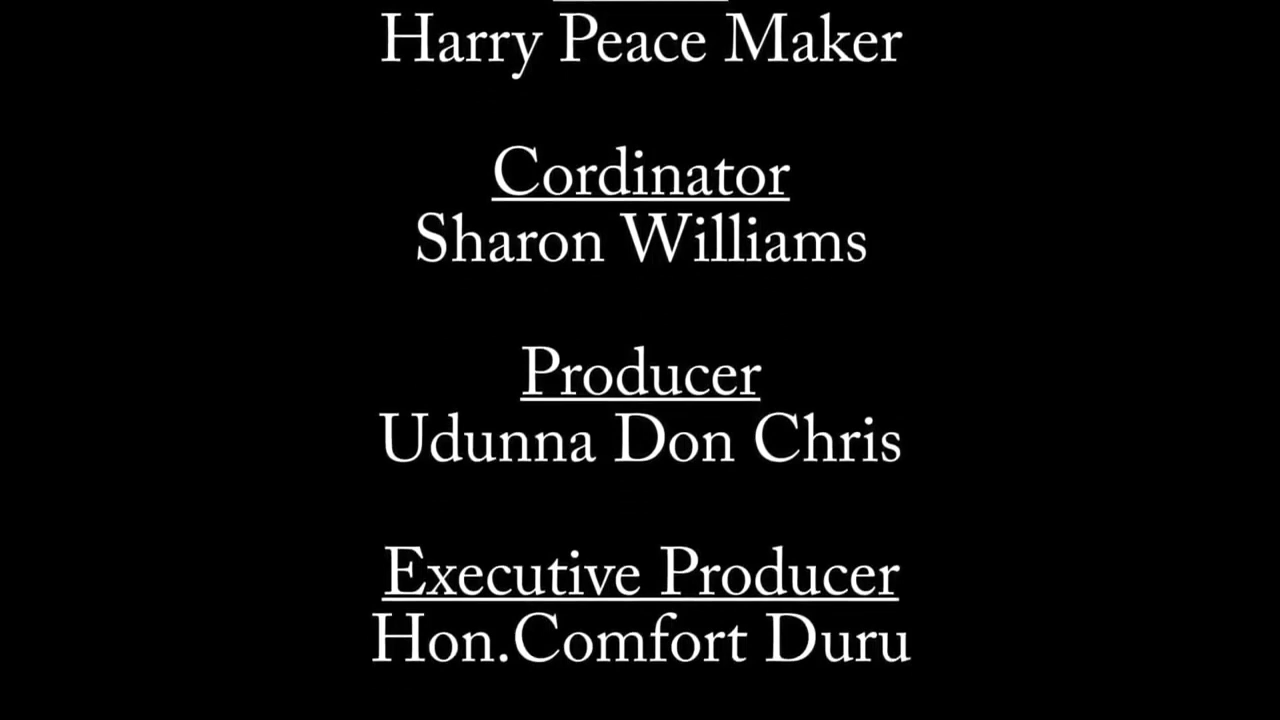 Harry Peace Maker
Cordinator
Sharon Williams
Producer
Udunna Don Chris
Executive Producer
Hon.Comfort Duru